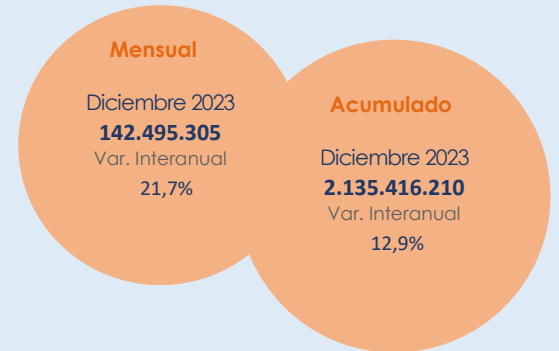 Mensual
Diciembre 2023
142.495.305
Var. Interanual
21,7%
Acumulado
Diciembre 2023
2.135.416.210
Var. Interanual
12,9%